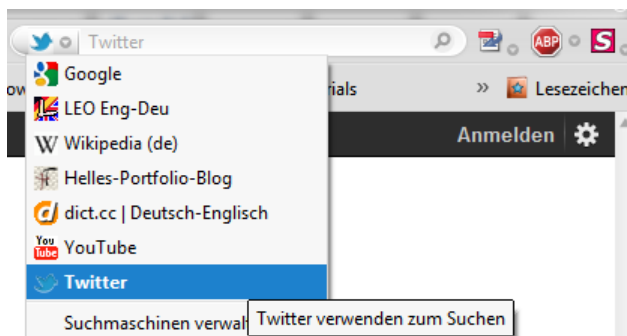 Twitter
ABP
S
Google
rials
»
Lesezeichen
LEO Eng-Deu
Anmelden
W Wikipedia (de)
Helles-Portfolio-Blog
dict.cc | Deutsch-Englisch
You Tube YouTube
Twitter
Suchmaschinen verwal
Twitter verwenden zum Suchen